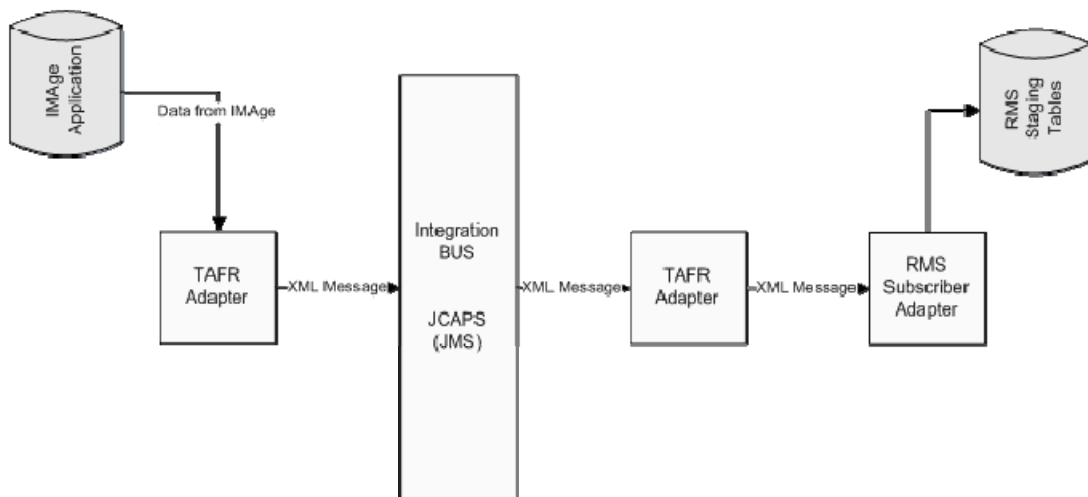 IMAge
Application
Data from IMAge
TAFR
Adapter
XML Message
Integration
BUS
JCAPS
(JMS)
XML Message
TAFR
Adapter
XML Message
RMS
Subscriber
Adapter
RMS
Staging
Tables